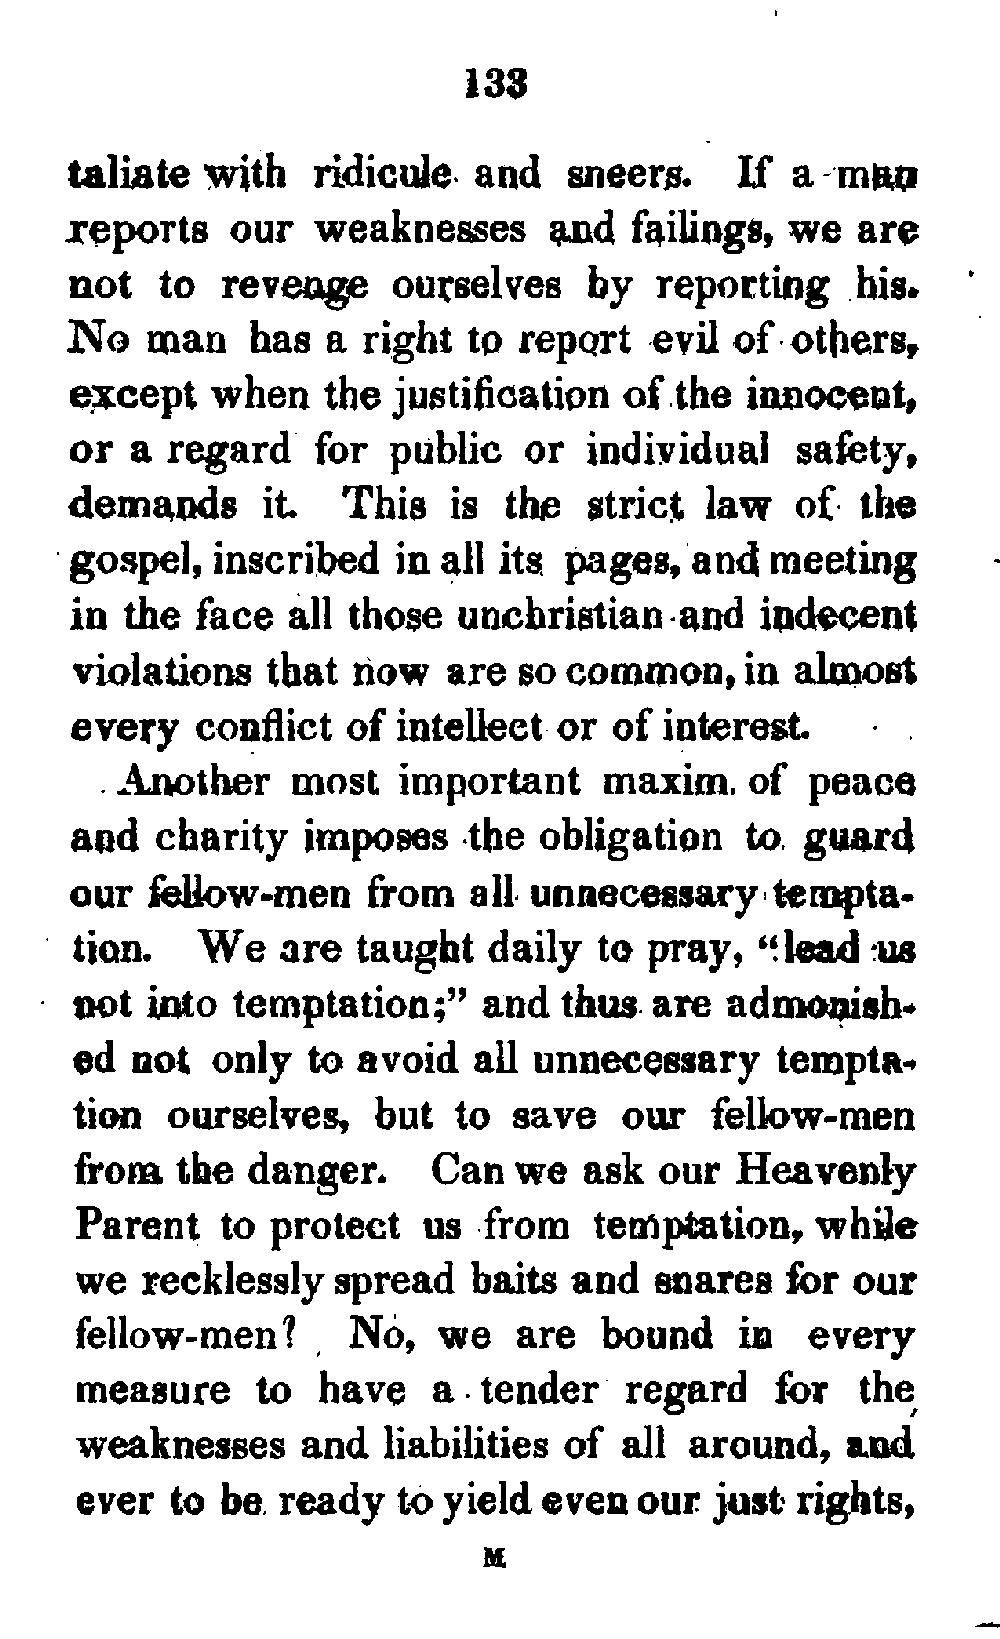 133
taliate with ridicule and sneers. If a man
reports our weaknesses and failings, we are
not to revenge ourselves by reporting his.
No man has a right to report evil of others,
except when the justification of the innocent,
or a regard for public or individual safety,
demands it. This is the strict law of the
gospel, inscribed in all its pages, and meeting
in the face all those unchristian and indecent
violations that now are so common, in almost
every conflict of intellect or of interest.
Another most important maxim of peace
and charity imposes the obligation to guard
our fellow-men from all unnecessary tempta-
tion. We are taught daily to pray, "lead us
not into temptation;" and thus are admonish-
ed not only to avoid all unnecessary tempta-
tion ourselves, but to save our fellow-men
from the danger. Can we ask our Heavenly
Parent to protect us from temptation, while
we recklessly spread baits and snares for our
fellow-men? No, we are bound in every
measure to have a tender regard for the
weaknesses and liabilities of all around, and
ever to be ready to yield even our just rights,
M